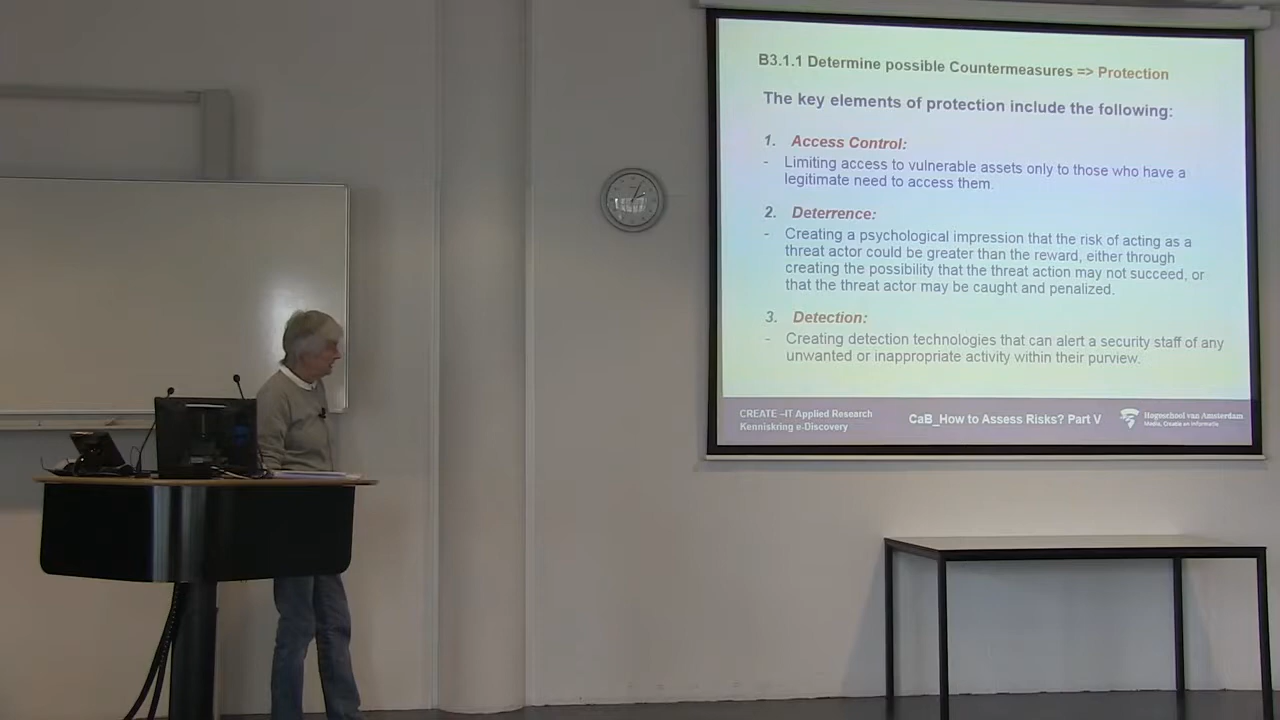 B3.1.1 Determine possible Countermeasures => Protection
The key elements of protection include the following:
1. Access Control:
- Limiting access to vulnerable assets only to those who have a
legitimate need to access them.
2. Deterrence:
- Creating a psychological impression that the risk of acting as a
threat actor could be greater than the reward, either through
creating the possibility that the threat action may not succeed, or
that the threat actor may be caught and penalized.
3. Detection:
- Creating detection technologies that can alert a security staff of any
unwanted or inappropriate activity within their purview.
CREATE –IT Applied Research
Kenniskring e-Discovery
CaB_How to Assess Risks? Part V
Hogeschool van Amsterdam
Media, Creatie en Informatie